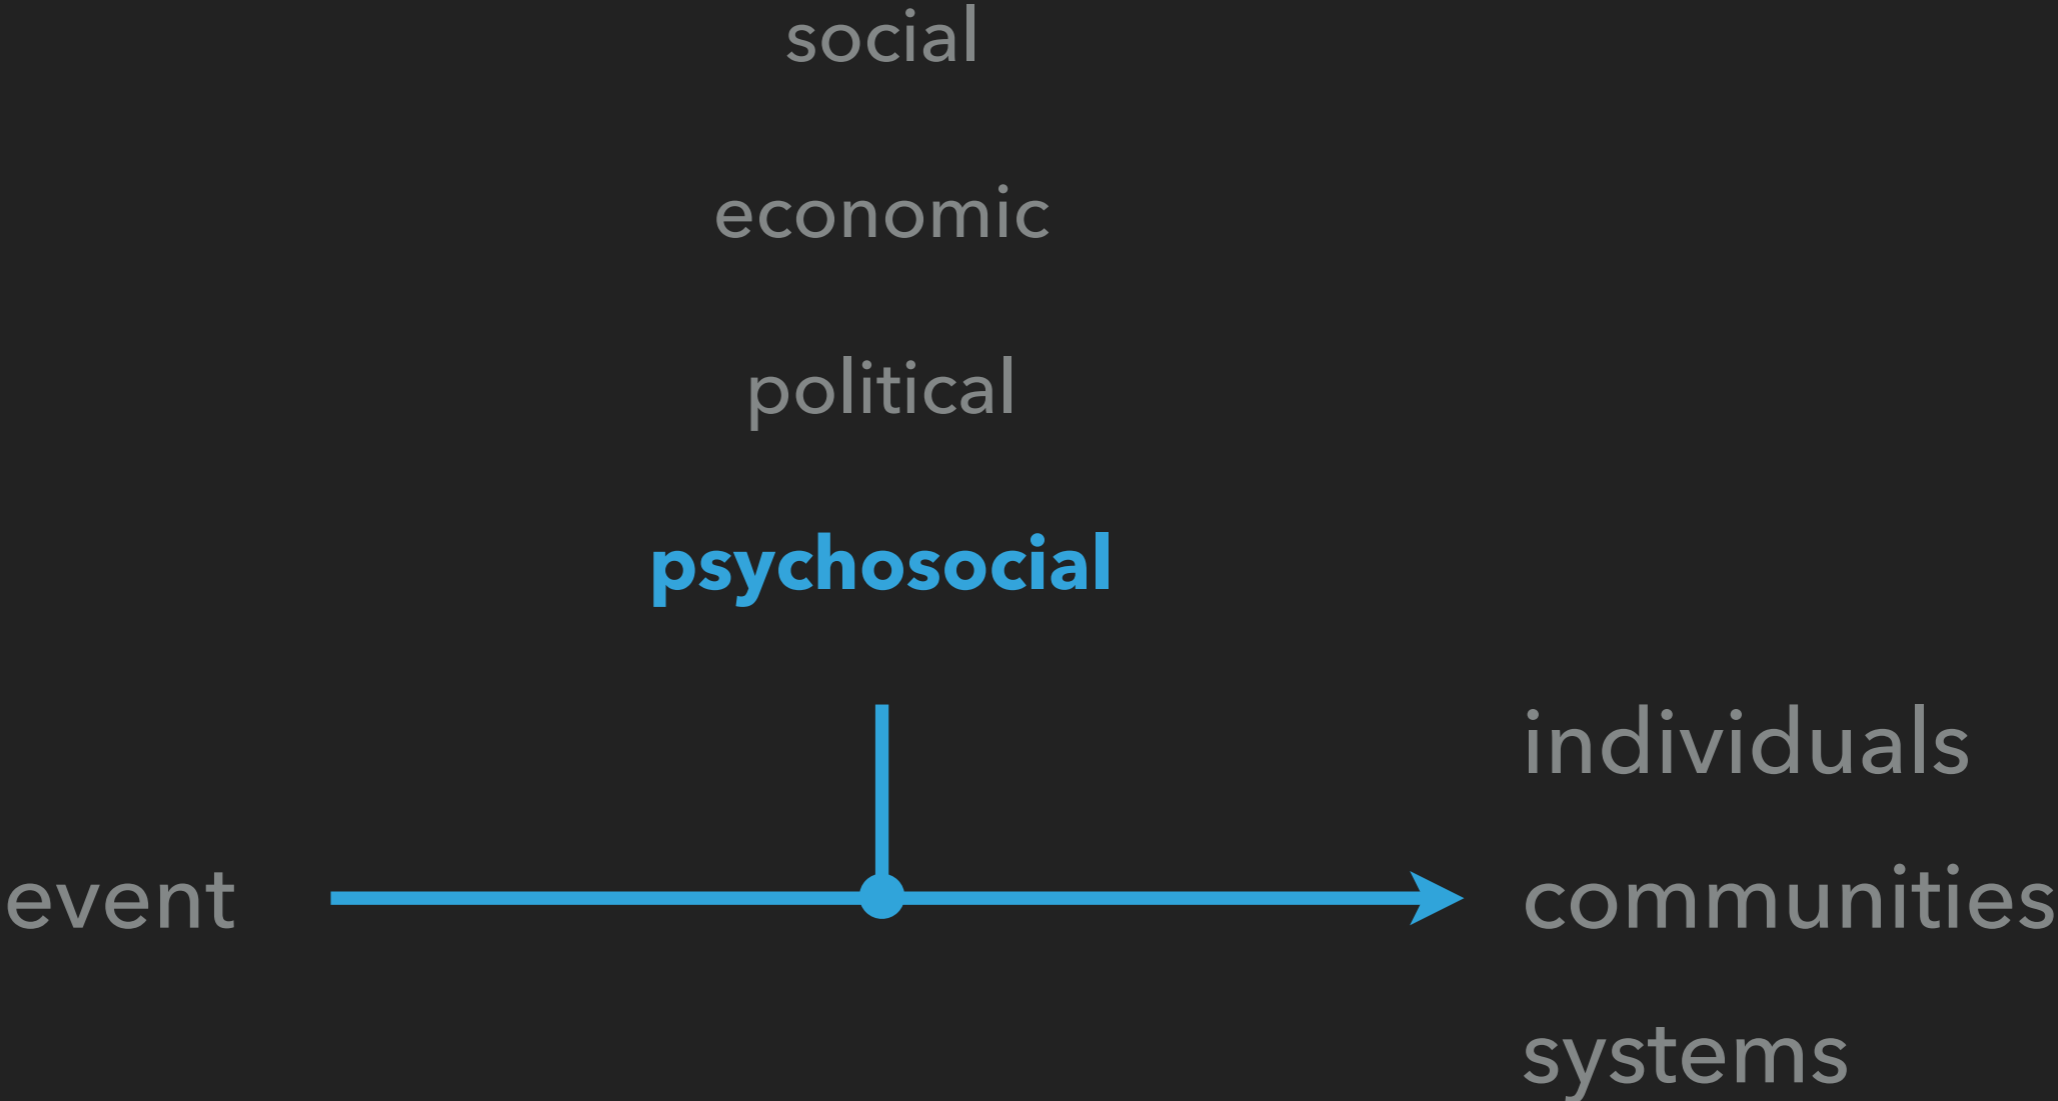 social
economic
political
psychosocial
individuals
event
communities
systems